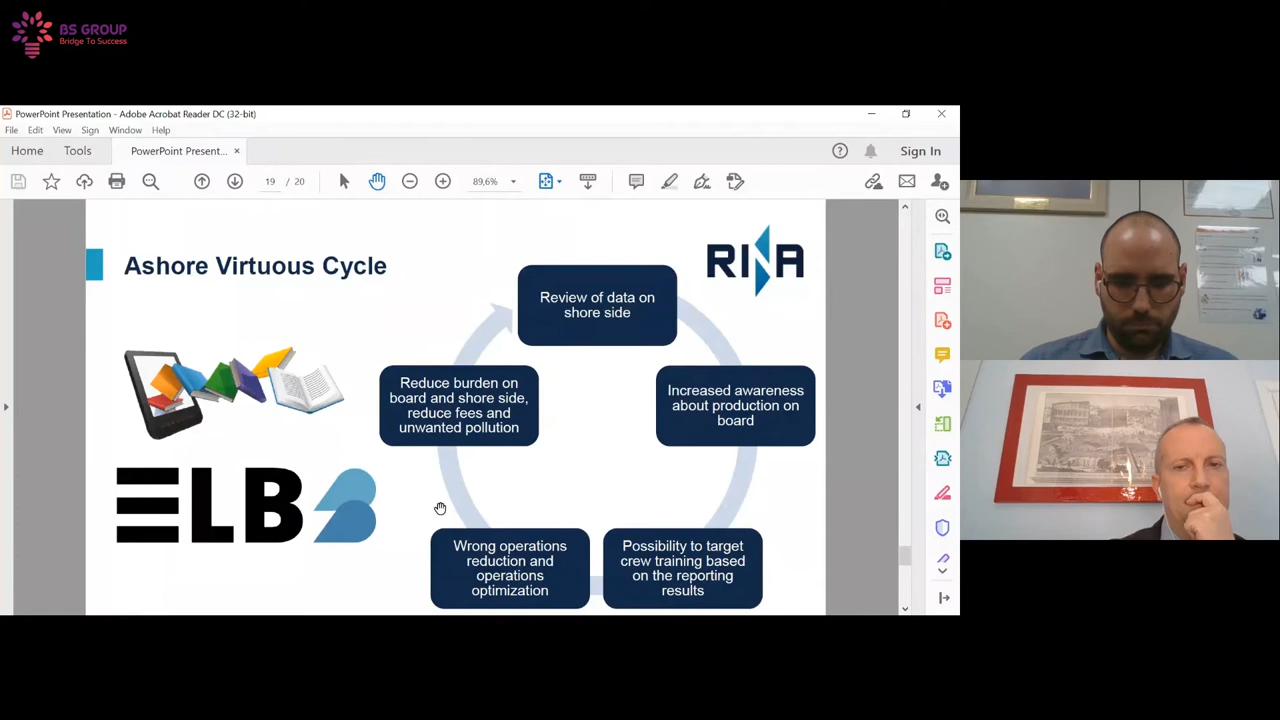 BS GROUP
Bridge To Success
PowerPoint Presentation - Adobe Acrobat Reader DC (32-bit)
File Edit View Sign Window Help
Home Tools PowerPoint Present... × Sign In
19 / 20 89,6%
Ashore Virtuous Cycle
RINA
Review of data on
shore side
Increased awareness
about production on
board
Possibility to target
crew training based
on the reporting
results
Wrong operations
reduction and
operations
optimization
Reduce burden on
board and shore side,
reduce fees and
unwanted pollution
ELB